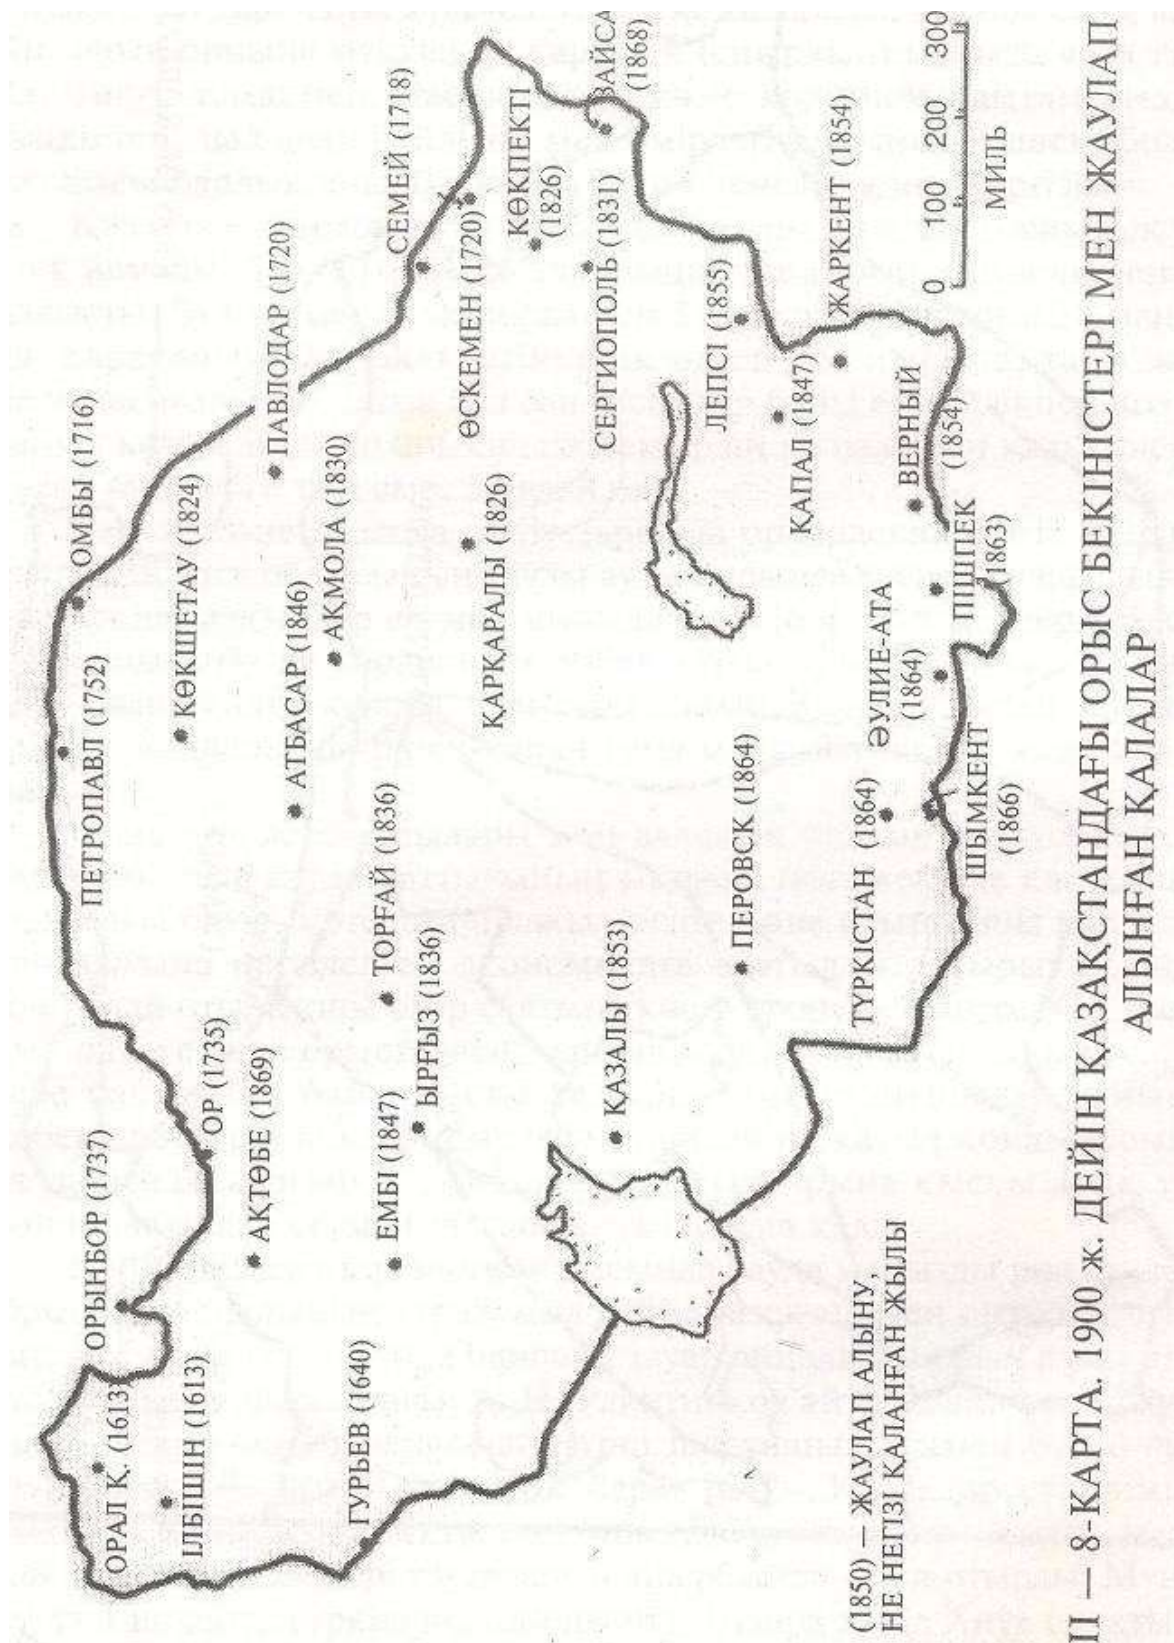 ОМБЫ (1716)
ПЕТРОПАВЛ (1752)
КӨКШЕТАУ (1824)
ПАВЛОДАР (1720)
СЕМЕЙ (1718)
ОРЫНБОР (1737)
ОРАЛ Қ. (1613)
ІЛБІШІН (1613)
ОР (1735)
АҚТӨБЕ (1869)
АТБАСАР (1846)
АҚМОЛА (1830)
ӨСКЕМЕН (1720)
КӨКПЕКТІ
(1826)
ЗАЙСА
(1868)
ГУРЬЕВ (1640)
ЕМБІ (1847)
ЫРҒЫЗ (1836)
ТОРҒАЙ (1836)
ҚАРҚАРАЛЫ (1826)
СЕРГИОПОЛЬ (1831)
ҚАЗАЛЫ (1853)
ПЕРОВСК (1864)
ЛЕПСІ (1855)
ҚАПАЛ (1847)
ЖАРКЕНТ (1854)
ТҮРКІСТАН (1864)
ӘУЛИЕ-АТА
(1864)
ВЕРНЫЙ
(1854)
ПІШПЕК
(1863)
ШЫМКЕНТ
(1866)
0 100 200 300
МИЛЬ
(1850) — ЖАУЛАП АЛЫНУ,
НЕ НЕГІЗІ ҚАЛАНҒАН ЖЫЛЫ
II — 8-КАРТА. 1900 ж. ДЕЙІН ҚАЗАҚСТАНДАҒЫ ОРЫС БЕКІНІСТЕРІ МЕН ЖАУЛАП
АЛЫНҒАН ҚАЛАЛАР